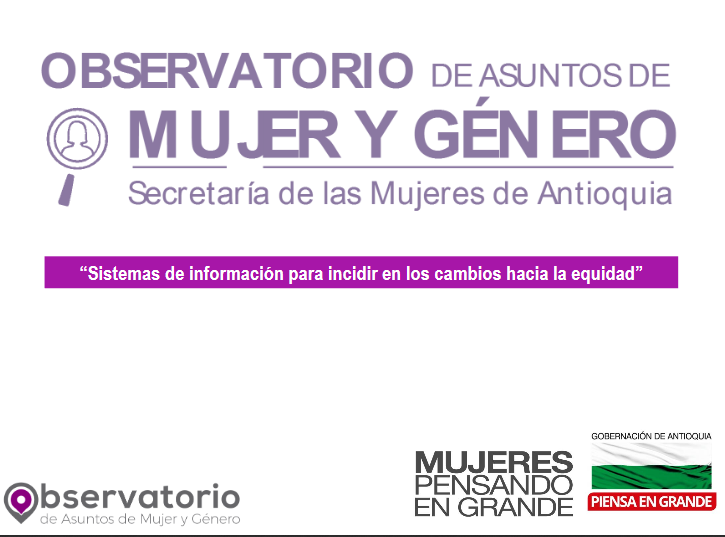 OBSERVATORIO DE ASUNTOS DE
MUJER Y GÉNERO
Secretaría de las Mujeres de Antioquia
“Sistemas de información para incidir en los cambios hacia la equidad”
Observatorio
de Asuntos de Mujer y Género
MUJERES
PENSANDO
EN GRANDE
GOBERNACIÓN DE ANTIOQUIA
PIENSA EN GRANDE